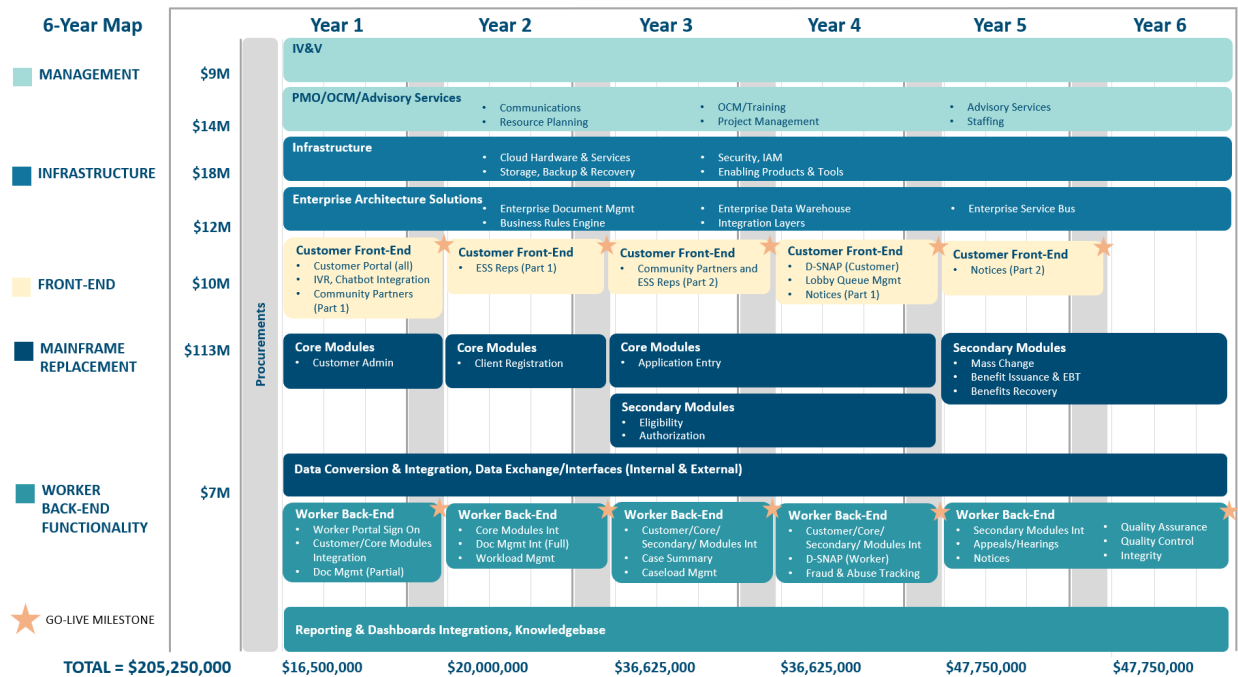 6-Year Map
Year 1
Year 2
Year 3
Year 4
Year 5
Year 6
MANAGEMENT
INFRASTRUCTURE
FRONT-END
MAINFRAME
REPLACEMENT
WORKER
BACK-END
FUNCTIONALITY
GO-LIVE MILESTONE
$9M
$14M
$18M
$12M
$10M
$113M
$7M
Procurements
IV&V
PMO/OCM/Advisory Services
• Communications
• Resource Planning
• OCM/Training
• Project Management
• Advisory Services
• Staffing
Infrastructure
• Cloud Hardware & Services
• Storage, Backup & Recovery
• Security, IAM
• Enabling Products & Tools
Enterprise Architecture Solutions
• Enterprise Document Mgmt
• Business Rules Engine
• Enterprise Data Warehouse
• Integration Layers
• Enterprise Service Bus
Customer Front-End
• Customer Portal (all)
• IVR, Chatbot Integration
• Community Partners
(Part 1)
Customer Front-End
• ESS Reps (Part 1)
Customer Front-End
• Community Partners and
ESS Reps (Part 2)
Customer Front-End
• D-SNAP (Customer)
• Lobby Queue Mgmt
• Notices (Part 1)
Customer Front-End
• Notices (Part 2)
Core Modules
• Customer Admin
Core Modules
• Client Registration
Core Modules
• Application Entry
Secondary Modules
• Mass Change
• Benefit Issuance & EBT
• Benefits Recovery
Secondary Modules
• Eligibility
• Authorization
Data Conversion & Integration, Data Exchange/Interfaces (Internal & External)
Worker Back-End
• Worker Portal Sign On
• Customer/Core Modules
Integration
• Doc Mgmt (Partial)
Worker Back-End
• Core Modules Int
• Doc Mgmt Int (Full)
• Workload Mgmt
Worker Back-End
• Customer/Core/
Secondary/ Modules Int
• Case Summary
• Caseload Mgmt
Worker Back-End
• Customer/Core/
Secondary/ Modules Int
• D-SNAP (Worker)
• Fraud & Abuse Tracking
Worker Back-End
• Secondary Modules Int
• Appeals/Hearings
• Notices
• Quality Assurance
• Quality Control
• Integrity
Reporting & Dashboards Integrations, Knowledgebase
TOTAL = $205,250,000
$16,500,000
$20,000,000
$36,625,000
$36,625,000
$47,750,000
$47,750,000